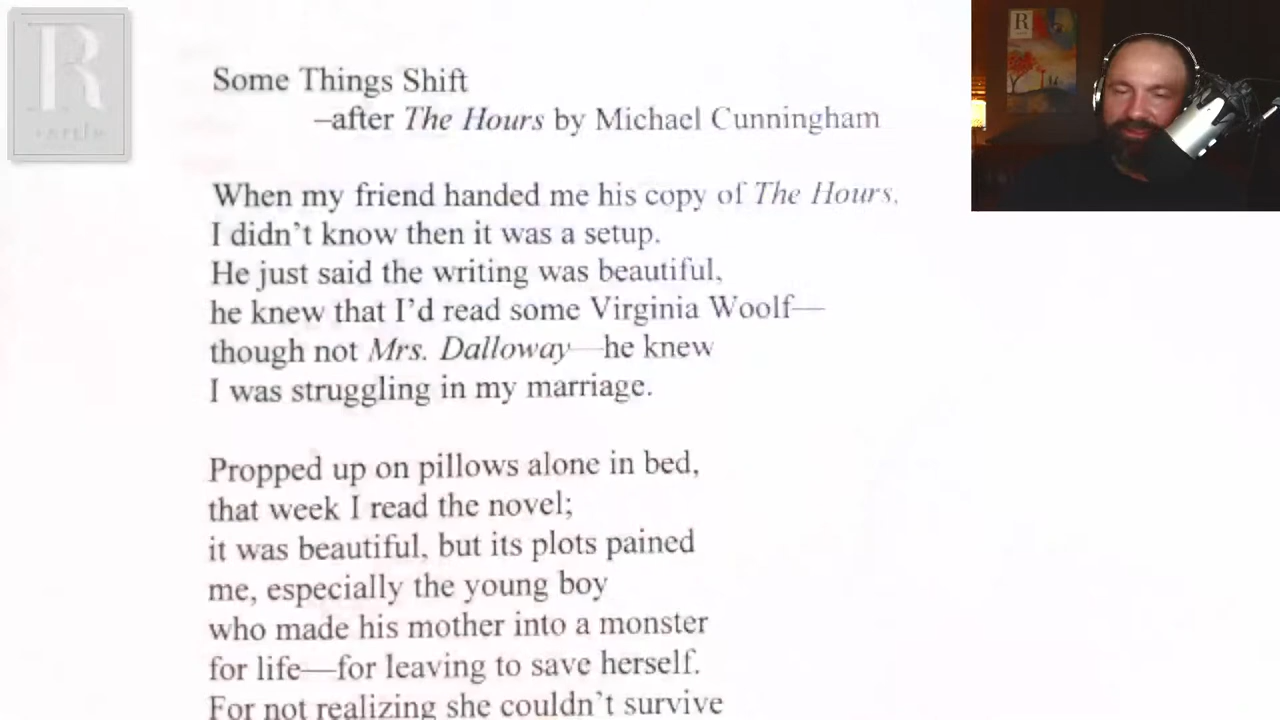 R
rattle
R
Some Things Shift
–after The Hours by Michael Cunningham
When my friend handed me his copy of The Hours,
I didn't know then it was a setup.
He just said the writing was beautiful,
he knew that I'd read some Virginia Woolf—
though not Mrs. Dalloway—he knew
I was struggling in my marriage.
Propped up on pillows alone in bed,
that week I read the novel;
it was beautiful, but its plots pained
me, especially the young boy
who made his mother into a monster
for life—for leaving to save herself.
For not realizing she couldn't survive